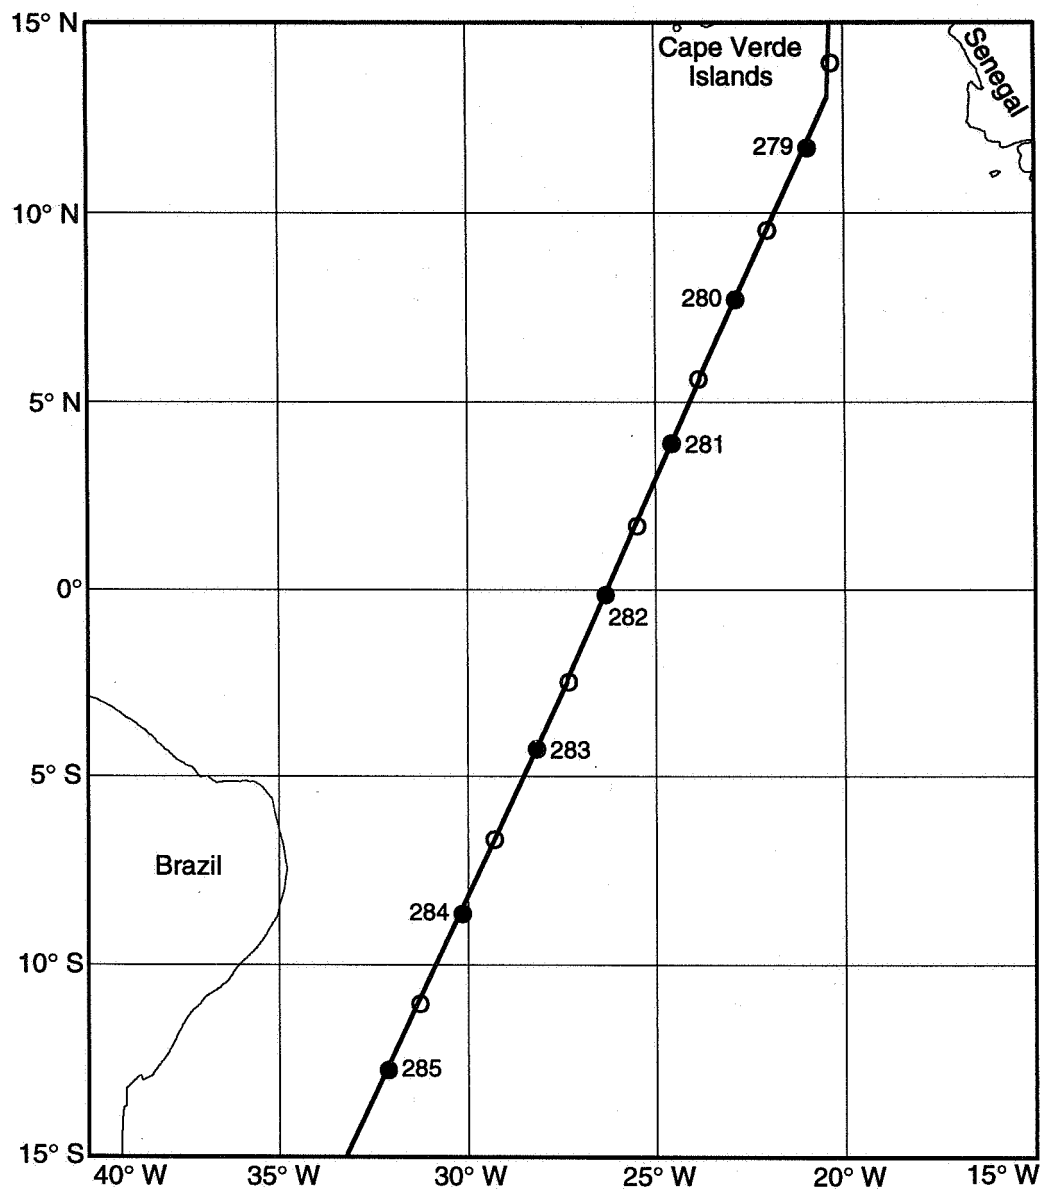 15° N
Cape Verde
Islands
Senegal
279
10° N
280
5° N
281
0°
282
283
5° S
Brazil
284
10° S
285
15° S
40° W
35° W
30° W
25° W
20° W
15° W